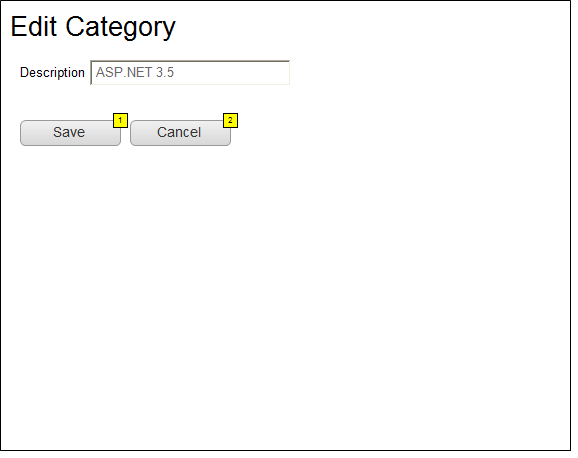 Edit Category
Description ASP.NET 3.5
Save 1 Cancel 2